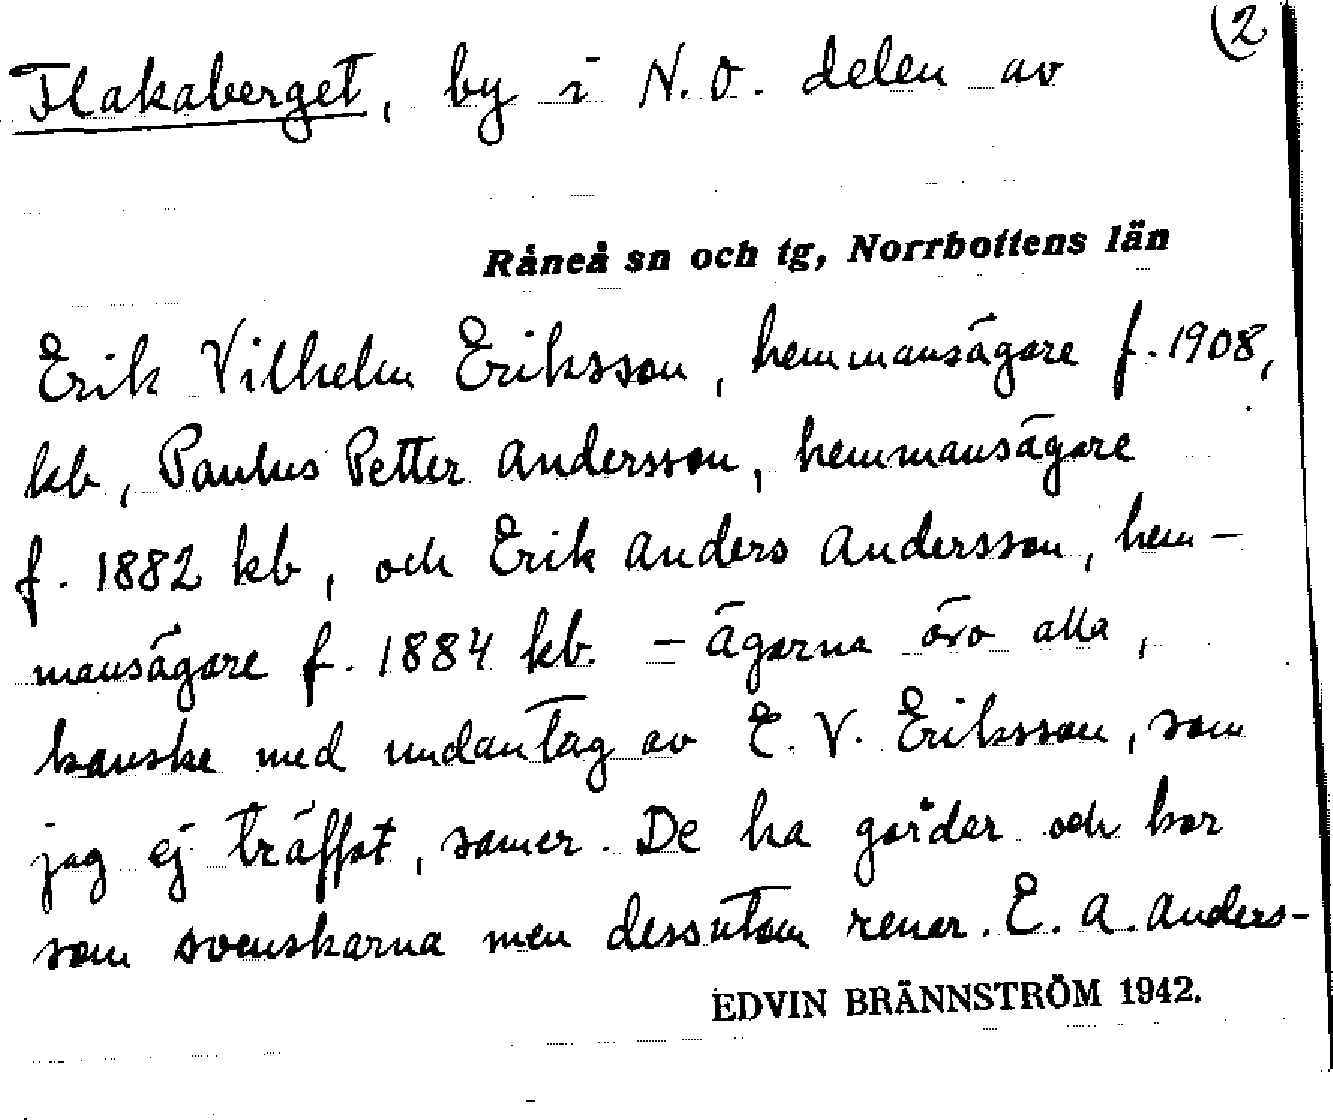 (2
Flakaberget, by i N.O. delen av
Råneå sn och tg, Norrbottens län
Erik Vilhelm Eriksson, hemmansägare f. 1908,
kb, Paulus Petter Andersson, hemmansägare
f. 1882 kb, och Erik Anders Andersson, hem-
mansägare f. 1884 kb. - Ägarna äro alla,
kanske med undantag av E. V. Eriksson, som
jag ej träffat, samer. De ha gårdar och bor
som svenskarna men dessutom renar. E. A. Anders-
EDVIN BRÄNNSTRÖM 1942.